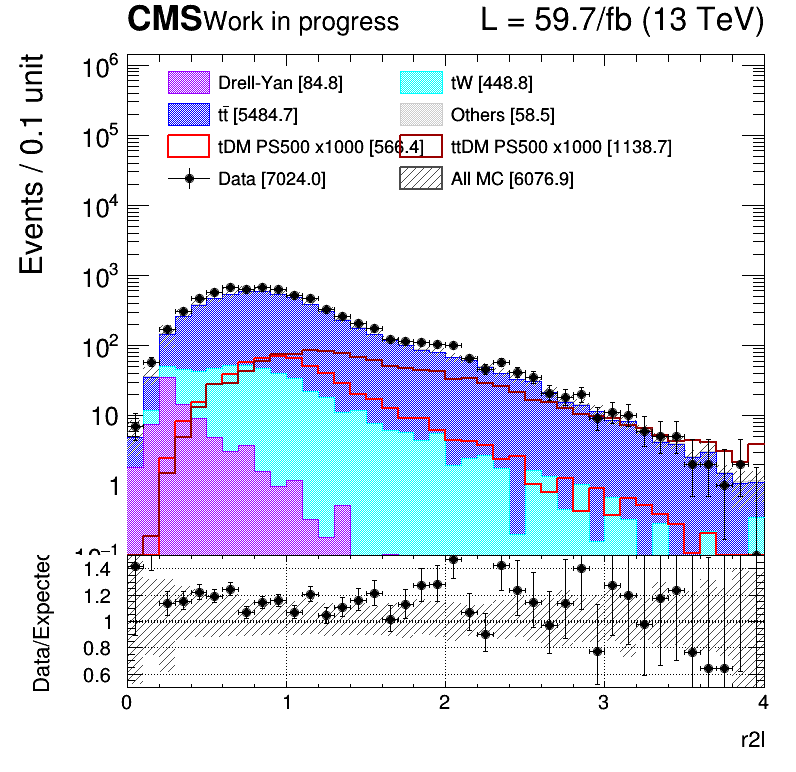 CMS Work in progress L = 59.7/fb (13 TeV)
Events / 0.1 unit
10⁶
10⁵
10⁴
10³
10²
10
1
10⁻¹
Drell-Yan [84.8] tW [448.8]
tt̄ [5484.7] Others [58.5]
tDM PS500 x1000 [566.4] ttDM PS500 x1000 [1138.7]
Data [7024.0] All MC [6076.9]
Data/Expected
1.4
1.2
1
0.8
0.6
0 1 2 3 4
r2l